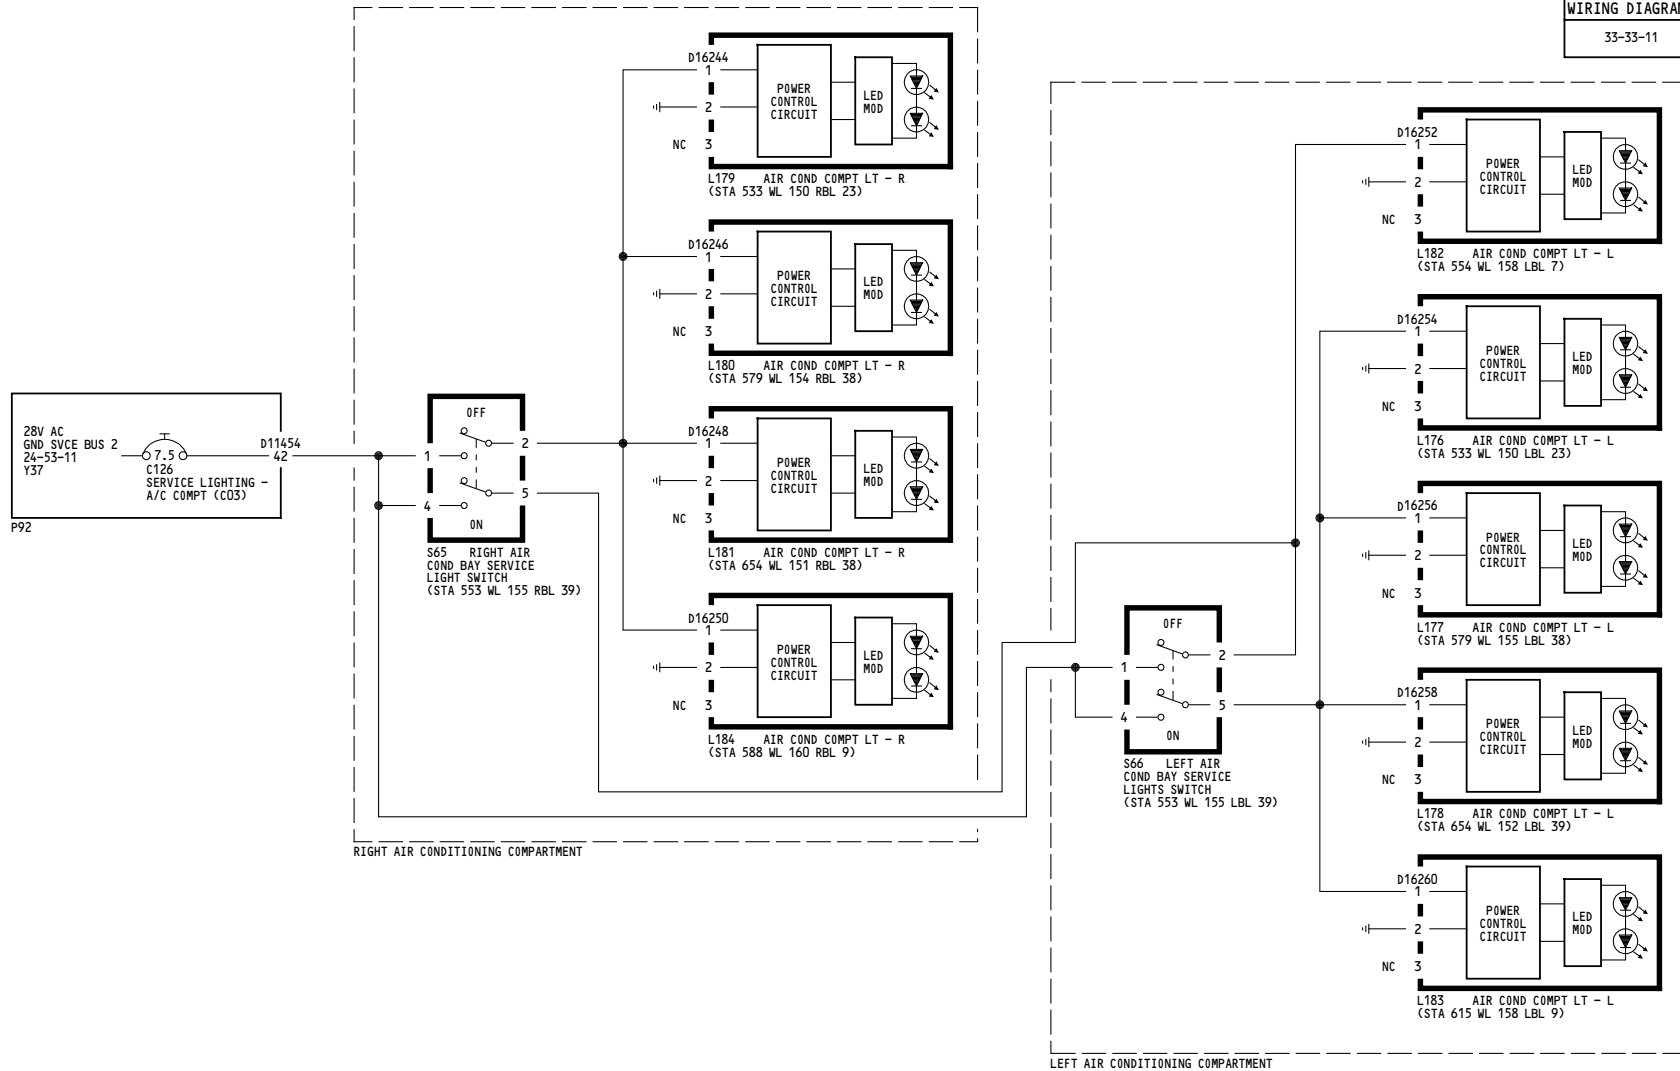 WIRING DIAGRA
33-33-11
28V AC
GND SVCE BUS 2
24-53-11
Y37
7.5
C126
SERVICE LIGHTING -
A/C COMPT (C03)
D11454
42
P92
OFF
1
2
4
5
ON
S65 RIGHT AIR
COND BAY SERVICE
LIGHT SWITCH
(STA 553 WL 155 RBL 39)
D16244
1
2
NC 3
POWER
CONTROL
CIRCUIT
LED
MOD
L179 AIR COND COMPT LT - R
(STA 533 WL 150 RBL 23)
D16246
1
2
NC 3
POWER
CONTROL
CIRCUIT
LED
MOD
L180 AIR COND COMPT LT - R
(STA 579 WL 154 RBL 38)
D16248
1
2
NC 3
POWER
CONTROL
CIRCUIT
LED
MOD
L181 AIR COND COMPT LT - R
(STA 654 WL 151 RBL 38)
D16250
1
2
NC 3
POWER
CONTROL
CIRCUIT
LED
MOD
L184 AIR COND COMPT LT - R
(STA 588 WL 160 RBL 9)
RIGHT AIR CONDITIONING COMPARTMENT
OFF
1
2
4
5
ON
S66 LEFT AIR
COND BAY SERVICE
LIGHTS SWITCH
(STA 553 WL 155 LBL 39)
D16252
1
2
NC 3
POWER
CONTROL
CIRCUIT
LED
MOD
L182 AIR COND COMPT LT - L
(STA 554 WL 158 LBL 7)
D16254
1
2
NC 3
POWER
CONTROL
CIRCUIT
LED
MOD
L176 AIR COND COMPT LT - L
(STA 533 WL 150 LBL 23)
D16256
1
2
NC 3
POWER
CONTROL
CIRCUIT
LED
MOD
L177 AIR COND COMPT LT - L
(STA 579 WL 155 LBL 38)
D16258
1
2
NC 3
POWER
CONTROL
CIRCUIT
LED
MOD
L178 AIR COND COMPT LT - L
(STA 654 WL 152 LBL 39)
D16260
1
2
NC 3
POWER
CONTROL
CIRCUIT
LED
MOD
L183 AIR COND COMPT LT - L
(STA 615 WL 158 LBL 9)
LEFT AIR CONDITIONING COMPARTMENT